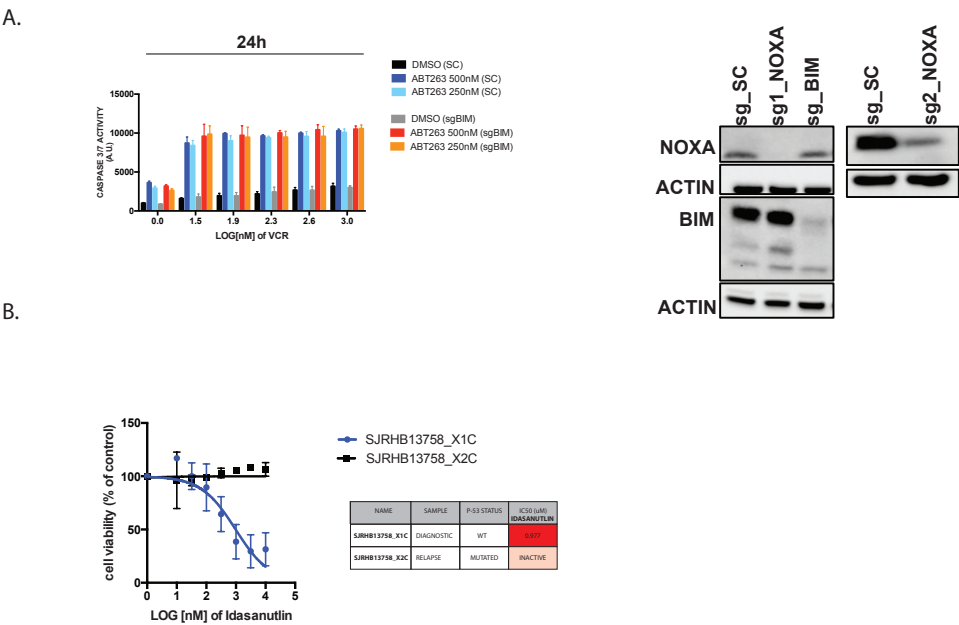 A.
24h
DMSO (SC)
ABT263 500nM (SC)
ABT263 250nM (SC)
DMSO (sgBIM)
ABT263 500nM (sgBIM)
ABT263 250nM (sgBIM)
CASPASE 3/7 ACTIVITY
(A.U.)
15000
10000
5000
0
0.0 1.5 1.9 2.3 2.6 3.0
LOG[nM] of VCR
sg_SC
sg1_NOXA
sg_BIM
sg_SC
sg2_NOXA
NOXA
ACTIN
BIM
ACTIN
B.
cell viability (% of control)
150
100
50
0
0 1 2 3 4 5
LOG [nM] of Idasanutlin
SJRHB13758_X1C
SJRHB13758_X2C
NAME SAMPLE P-53 STATUS IC50 (uM)
IDASANUTLIN
SJRHB13758_X1C DIAGNOSTIC WT 0.977
SJRHB13758_X2C RELAPSE MUTATED INACTIVE